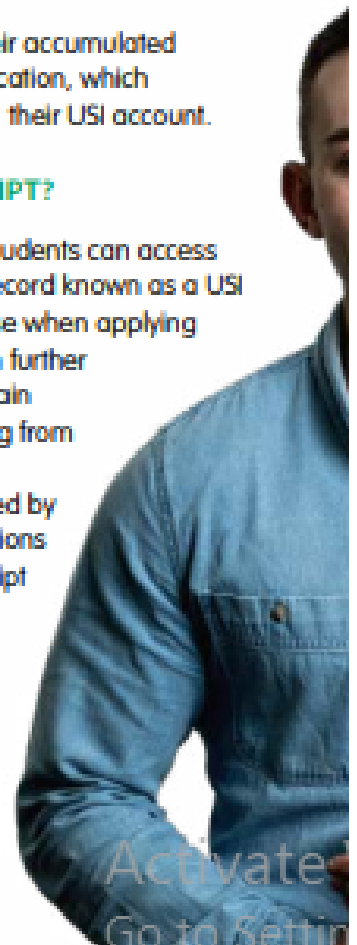 ir accumulated
cation, which
their USI account.
IPT?
udents can access
ecord known as a USI
se when applying
further
ain
g from
ed by
ions
ipt
Activate
Go to Settin